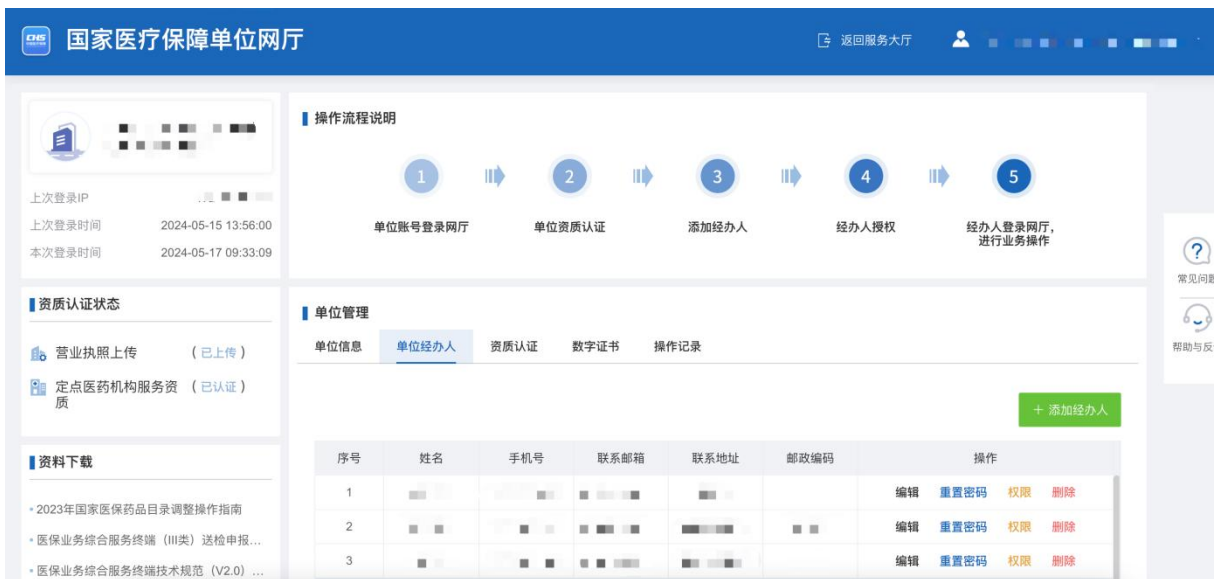 CHS
国家医疗保障单位网厅
返回服务大厅
上次登录IP
上次登录时间 2024-05-15 13:56:00
本次登录时间 2024-05-17 09:33:09
资质认证状态
营业执照上传 (已上传)
定点医药机构服务资 (已认证)
质
资料下载
• 2023年国家医保药品目录调整操作指南
• 医保业务综合服务终端（III类）送检申报...
• 医保业务综合服务终端技术规范（V2.0）...
操作流程说明
1 2 3 4 5
单位账号登录网厅 单位资质认证 添加经办人 经办人授权 经办人登录网厅，
进行业务操作
单位管理
单位信息 单位经办人 资质认证 数字证书 操作记录
+ 添加经办人
序号 姓名 手机号 联系邮箱 联系地址 邮政编码 操作
1 编辑 重置密码 权限 删除
2 编辑 重置密码 权限 删除
3 编辑 重置密码 权限 删除
?
常见问题
帮助与反